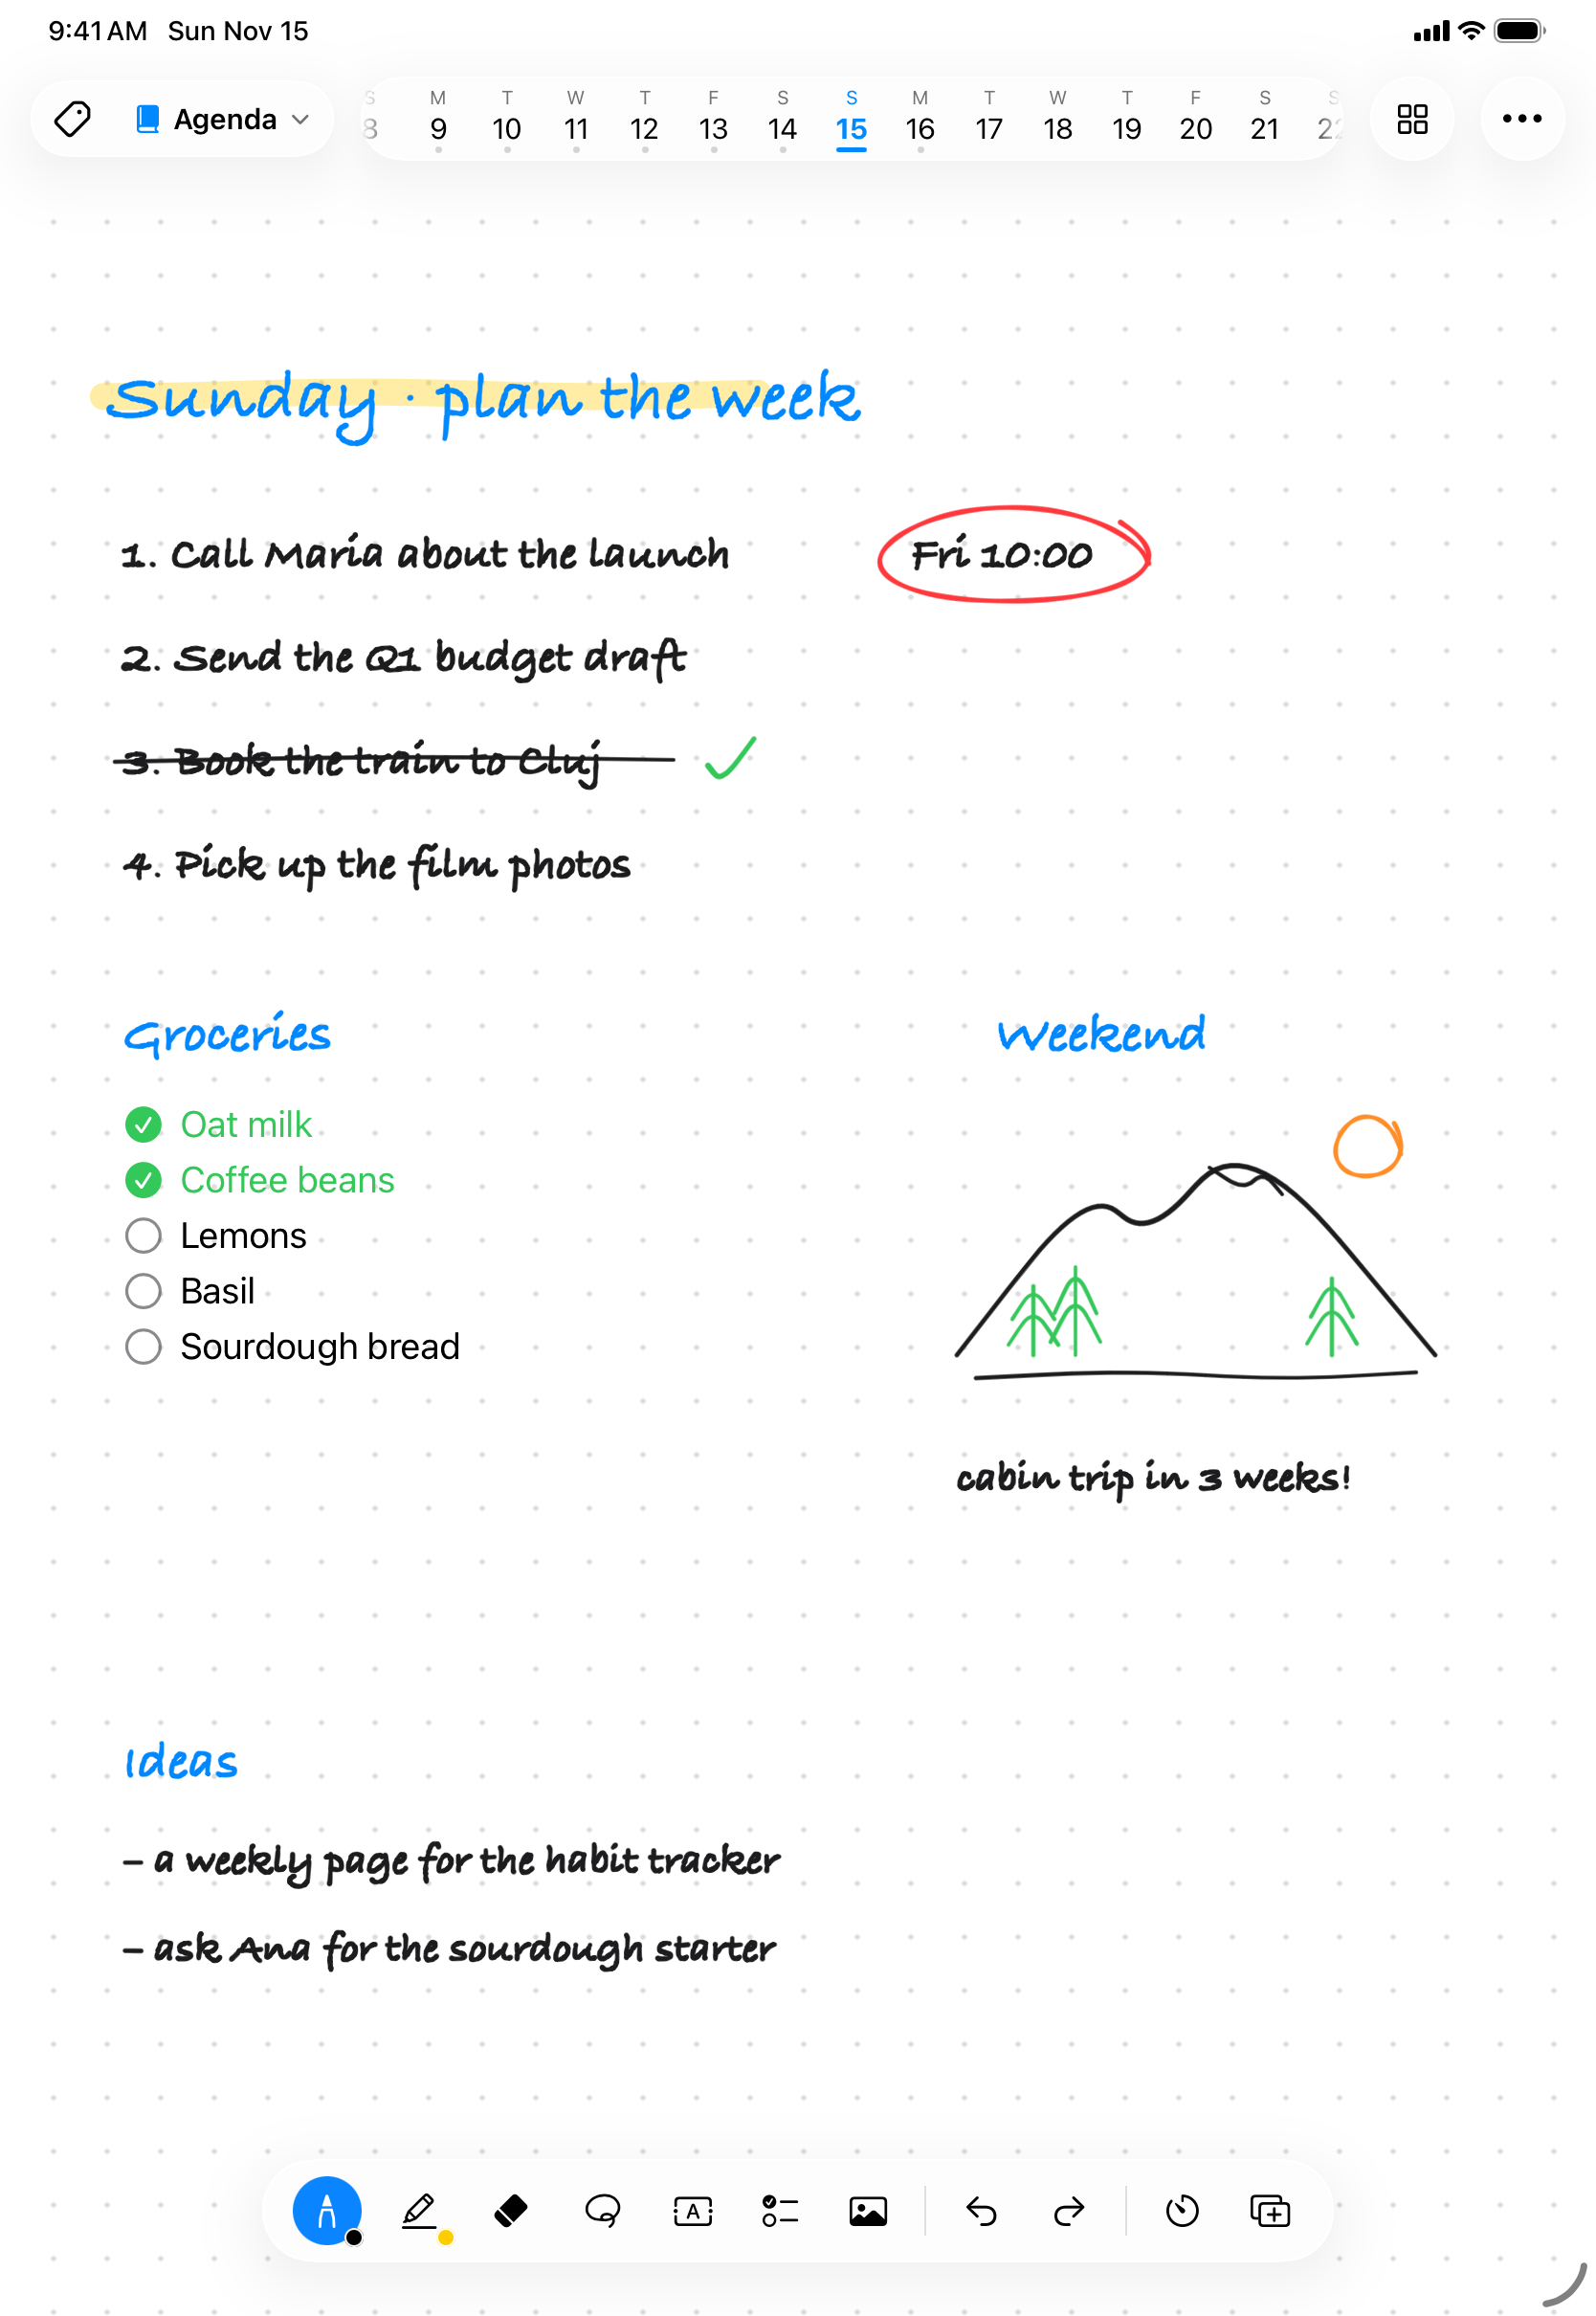 9:41 AM Sun Nov 15
Agenda
S M T W T F S S M T W T F S S
8 9 10 11 12 13 14 15 16 17 18 19 20 21 22
Sunday · plan the week
1. Call Maria about the launch
Fri 10:00
2. Send the Q1 budget draft
3. Book the train to Cluj
4. Pick up the film photos
Groceries
Oat milk
Coffee beans
Lemons
Basil
Sourdough bread
Weekend
cabin trip in 3 weeks!
Ideas
– a weekly page for the habit tracker
– ask Ana for the sourdough starter
A